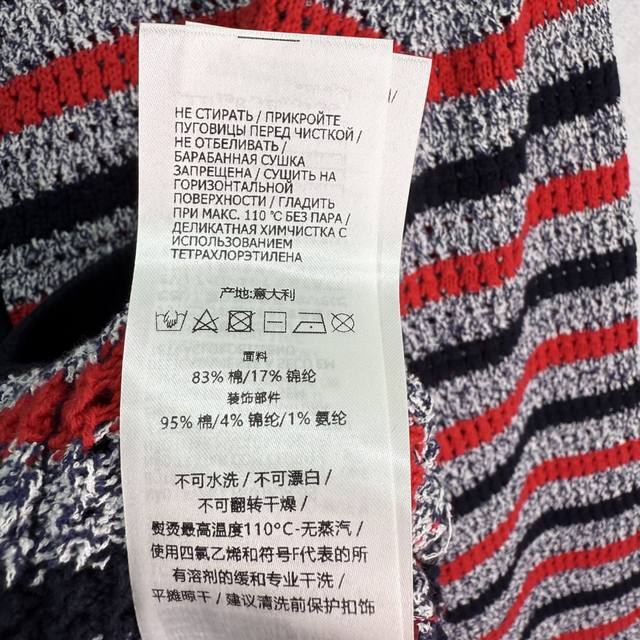 НЕ СТИРАТЬ / ПРИКРОЙТЕ
ПУГОВИЦЫ ПЕРЕД ЧИСТКОЙ /
НЕ ОТБЕЛИВАТЬ /
БАРАБАННАЯ СУШКА
ЗАПРЕЩЕНА / СУШИТЬ НА
ГОРИЗОНТАЛЬНОЙ
ПОВЕРХНОСТИ / ГЛАДИТЬ
ПРИ МАКС. 110 °C БЕЗ ПАРА /
ДЕЛИКАТНАЯ ХИМЧИСТКА С
ИСПОЛЬЗОВАНИЕМ
ТЕТРАХЛОРЭТИЛЕНА
产地:意大利
面料
83% 棉/17% 锦纶
装饰部件
95% 棉/4% 锦纶/1% 氨纶
不可水洗 / 不可漂白 /
不可翻转干燥 /
熨烫最高温度110°C-无蒸汽 /
使用四氯乙烯和符号F代表的所
有溶剂的缓和专业干洗 /
平摊晾干 / 建议清洗前保护扣饰